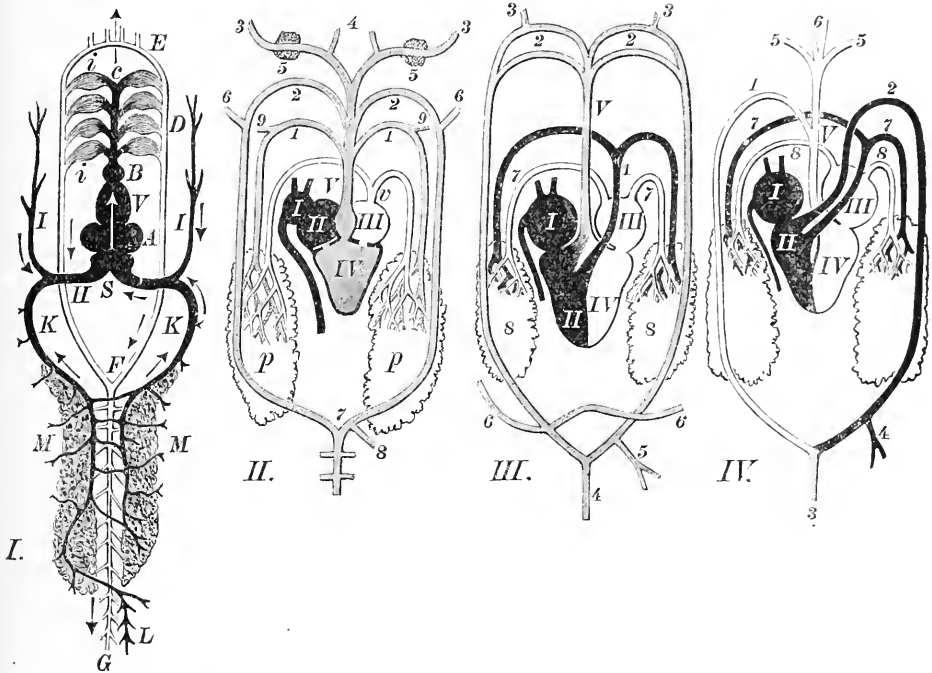 E
i c
D
i B
V
I A I
H S
K K
F
M M
I.
L
G
3 4 3
5 5
2 2
6 6
9 1 1 9
V v
I II III
IV
p p
7
8
II.
3 3
2 2
V
7 1 7
I III
IV
II
8 8
6 6
5
III.
4
6
5 5
1 2
7 V 7
8 8
I III
II
IV
4
IV.
3